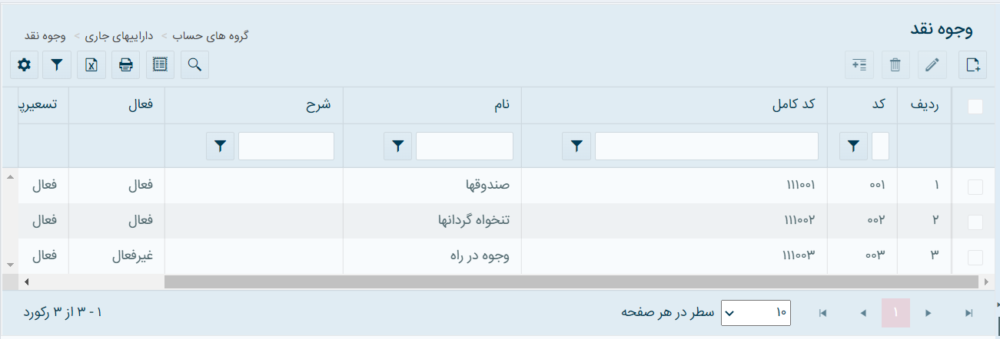 وجوه نقد
گروه های حساب > داراییهای جاری > وجوه نقد
ردیف کد کد کامل نام شرح فعال تسعیرپ
۱ ۰۰۱ ۱۱۱۰۰۱ صندوقها فعال فعال
۲ ۰۰۲ ۱۱۱۰۰۲ تنخواه گردانها فعال فعال
۳ ۰۰۳ ۱۱۱۰۰۳ وجوه در راه غیرفعال فعال
۱ ۱۰ سطر در هر صفحه ۱ - ۳ از ۳ رکورد